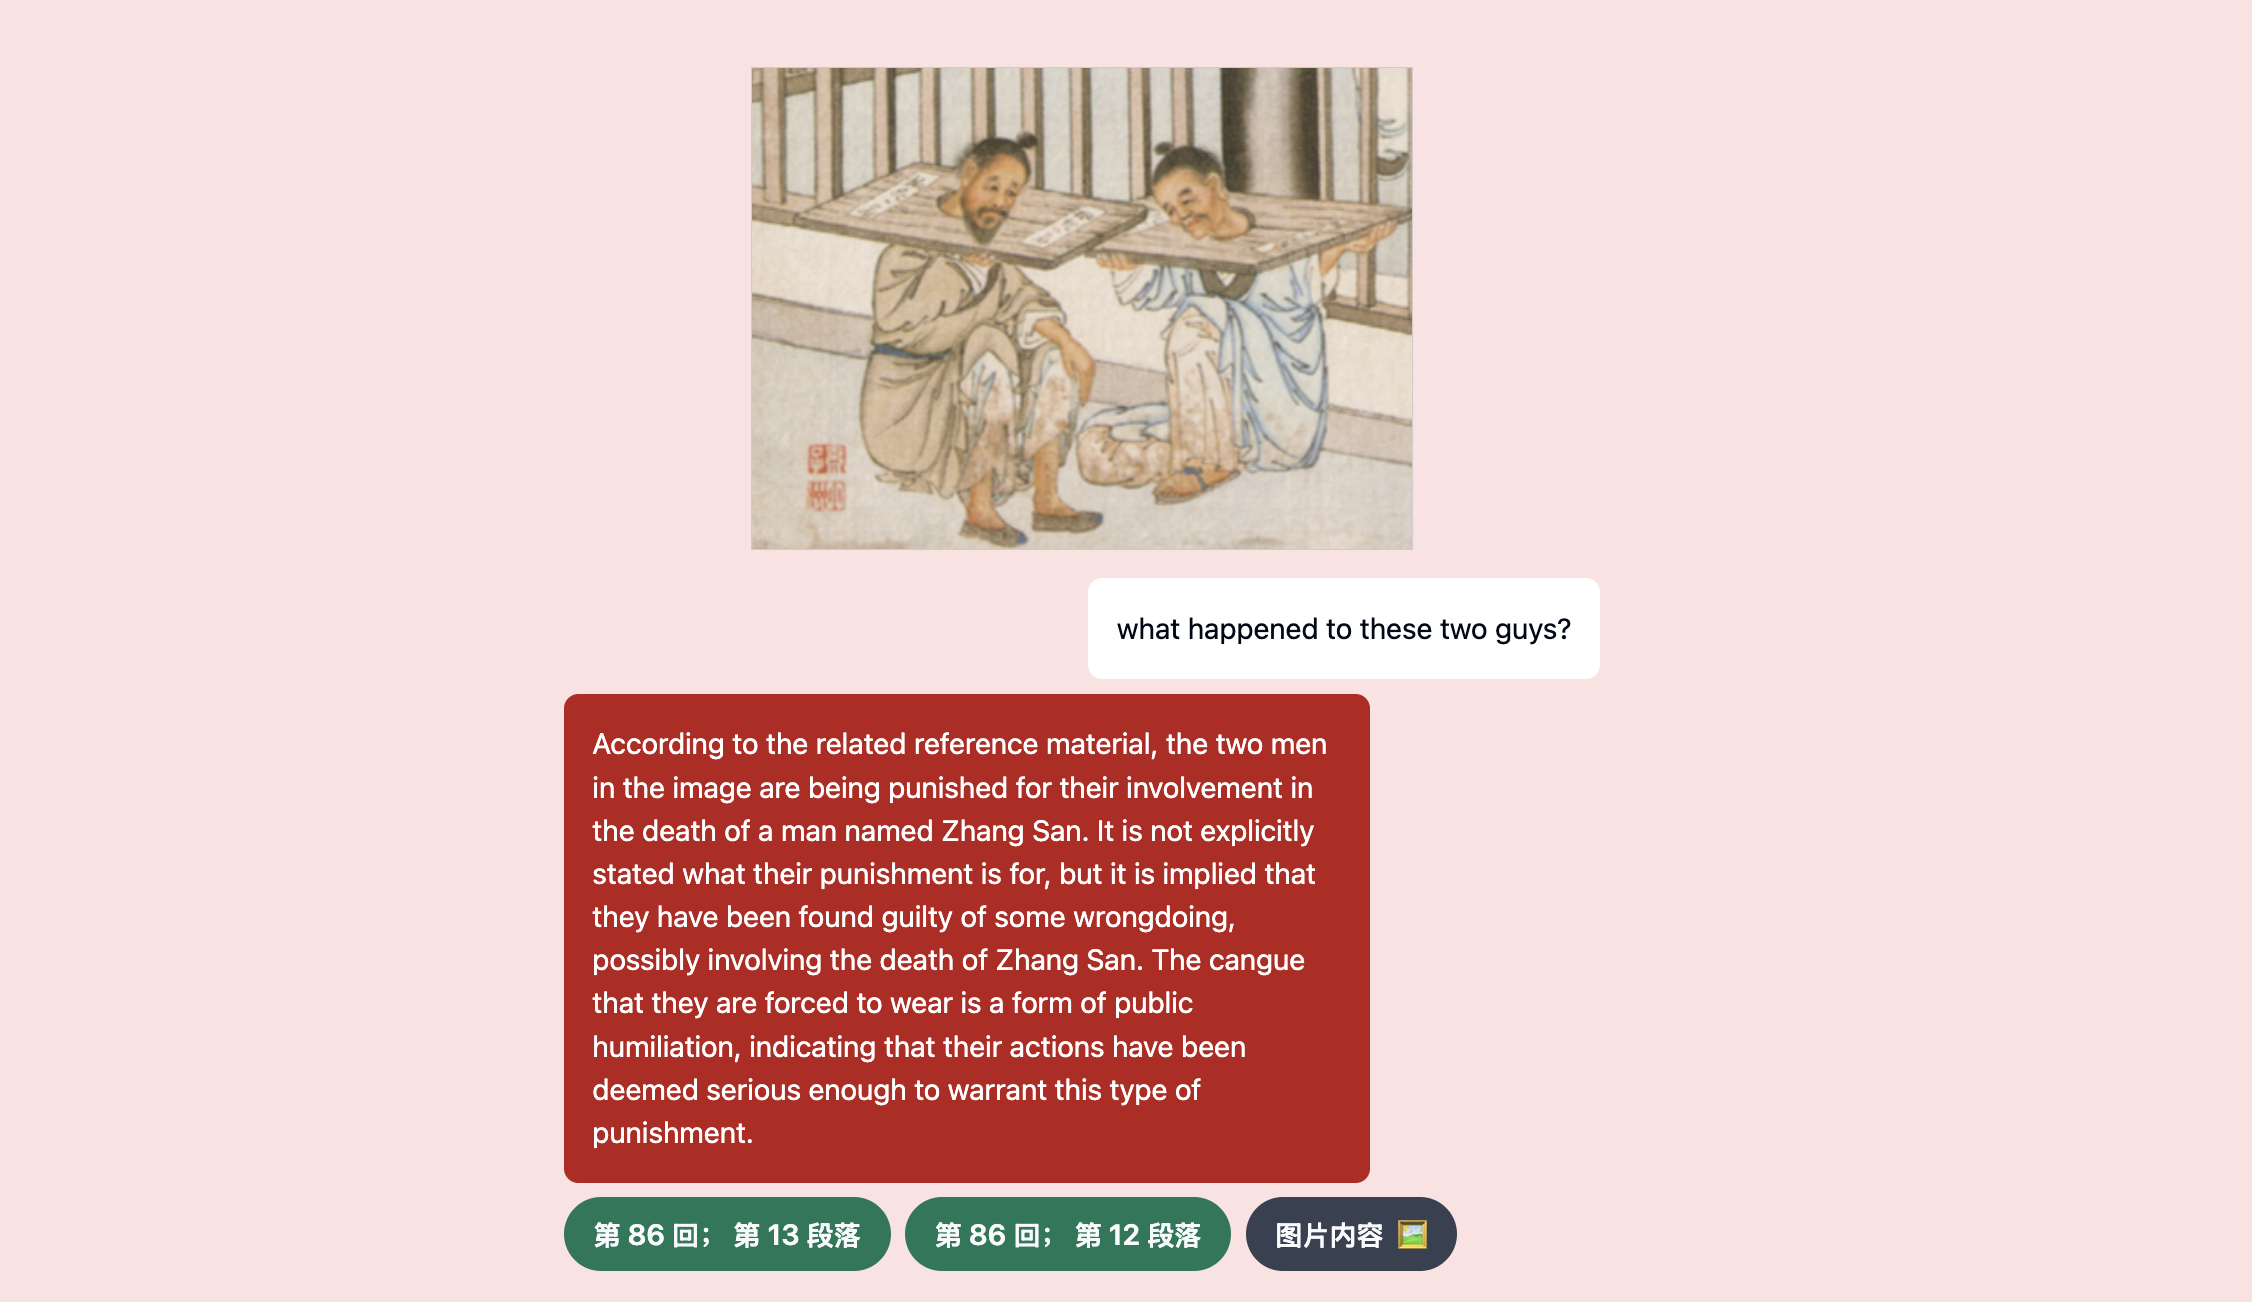 what happened to these two guys?
According to the related reference material, the two men
in the image are being punished for their involvement in
the death of a man named Zhang San. It is not explicitly
stated what their punishment is for, but it is implied that
they have been found guilty of some wrongdoing,
possibly involving the death of Zhang San. The cangue
that they are forced to wear is a form of public
humiliation, indicating that their actions have been
deemed serious enough to warrant this type of
punishment.
第 86 回； 第 13 段落
第 86 回； 第 12 段落
图片内容 🖼️